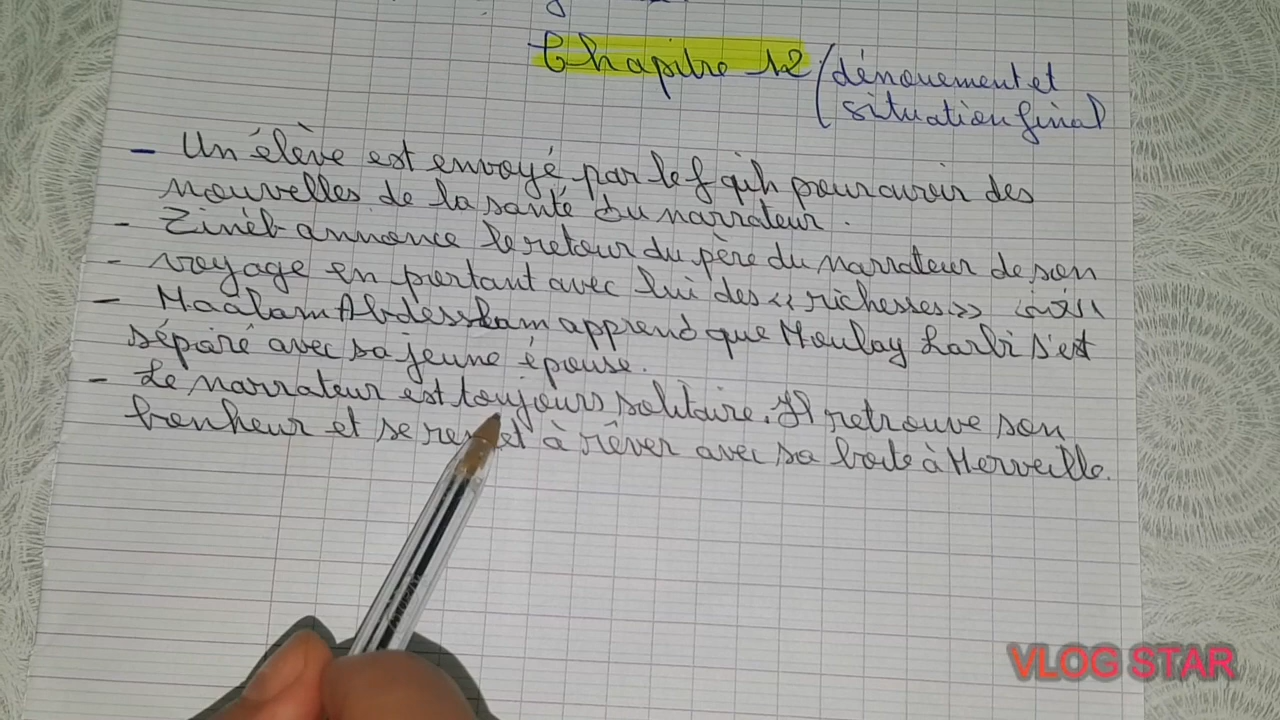 Chapitre 12 (dénouement et
situation final
- Un élève est envoyé par le fqih pour avoir des
nouvelles de la santé du narrateur.
- Zineb annonce le retour du père du narrateur de son
- voyage en portant avec lui des << richesses>>
- Maâlam Abdesslam apprend que Moulay Larbi s'est
séparé avec sa jeune épouse.
- Le narrateur est toujours solitaire. Il retrouve son
bonheur et se remet à rêver avec sa boite à Merveille.
VLOG STAR